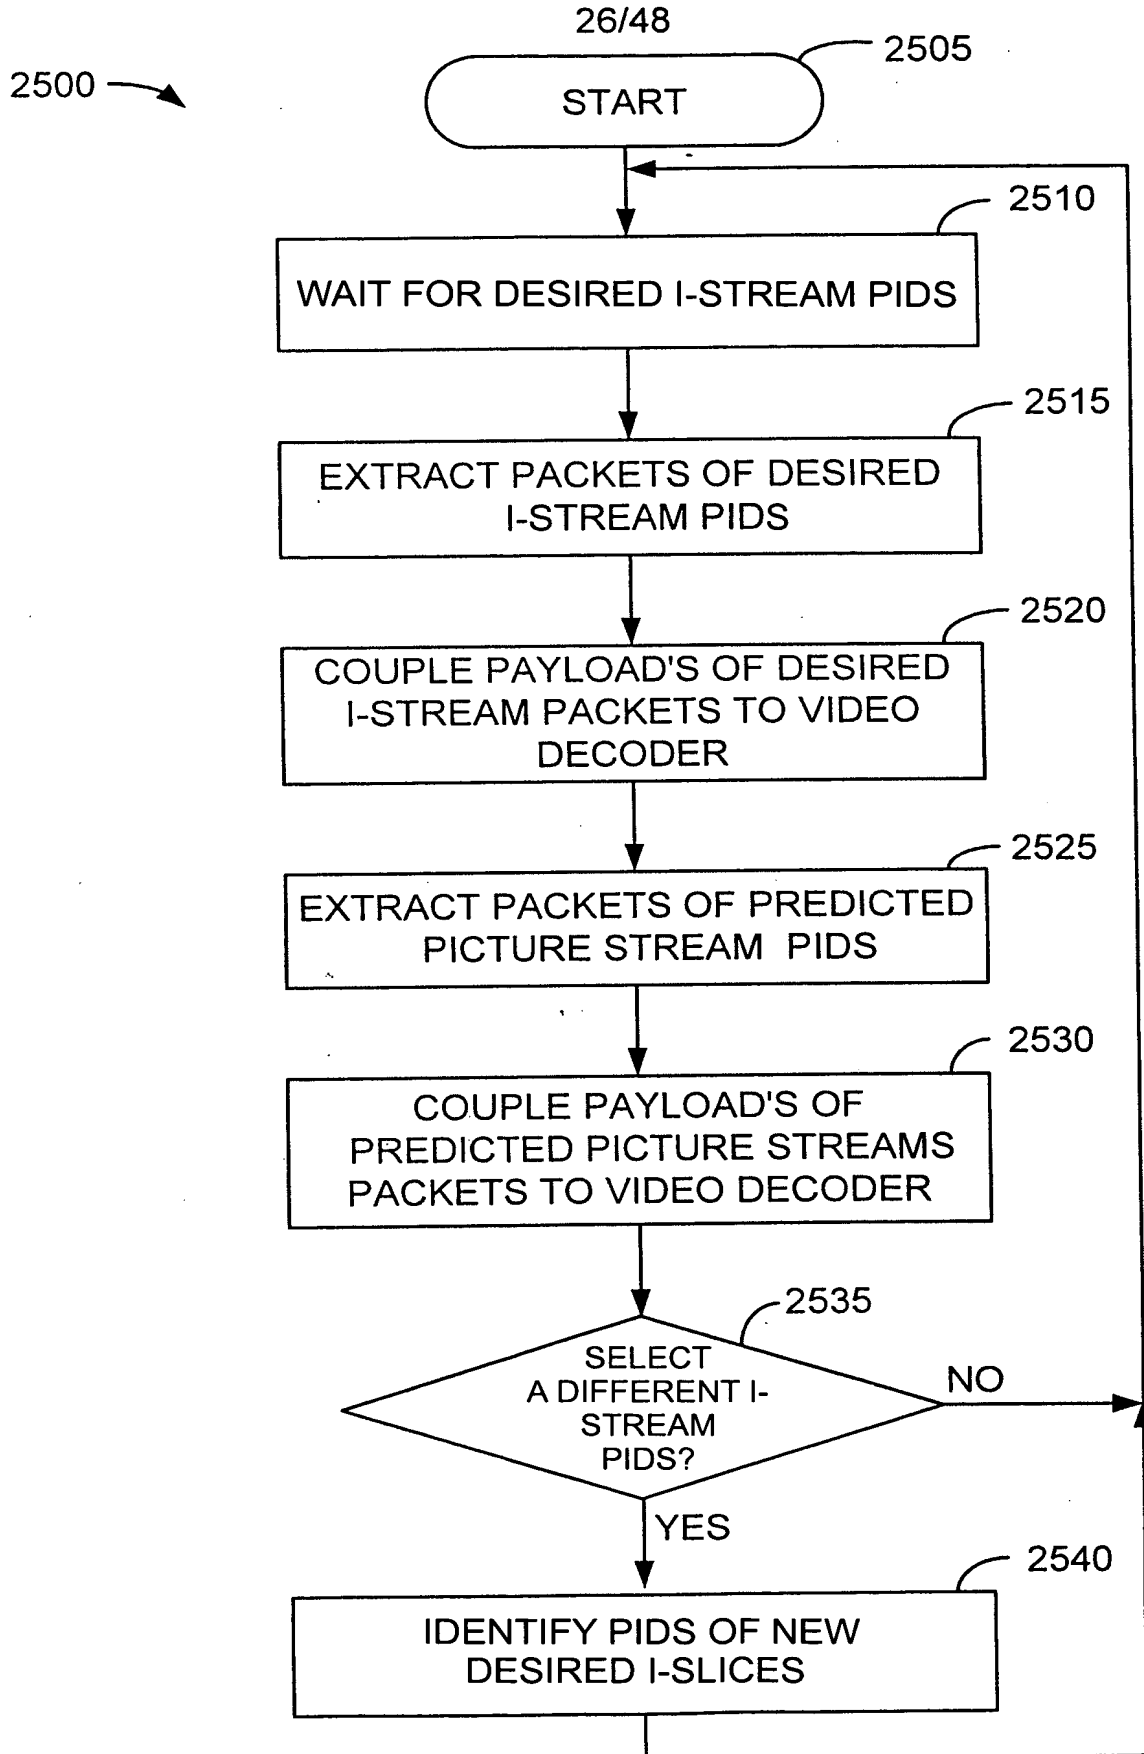 26/48
2505
2500
START
2510
WAIT FOR DESIRED I-STREAM PIDS
2515
EXTRACT PACKETS OF DESIRED
I-STREAM PIDS
2520
COUPLE PAYLOAD'S OF DESIRED
I-STREAM PACKETS TO VIDEO
DECODER
2525
EXTRACT PACKETS OF PREDICTED
PICTURE STREAM PIDS
2530
COUPLE PAYLOAD'S OF
PREDICTED PICTURE STREAMS
PACKETS TO VIDEO DECODER
2535
SELECT
A DIFFERENT I-
STREAM
PIDS?
NO
YES
2540
IDENTIFY PIDS OF NEW
DESIRED I-SLICES